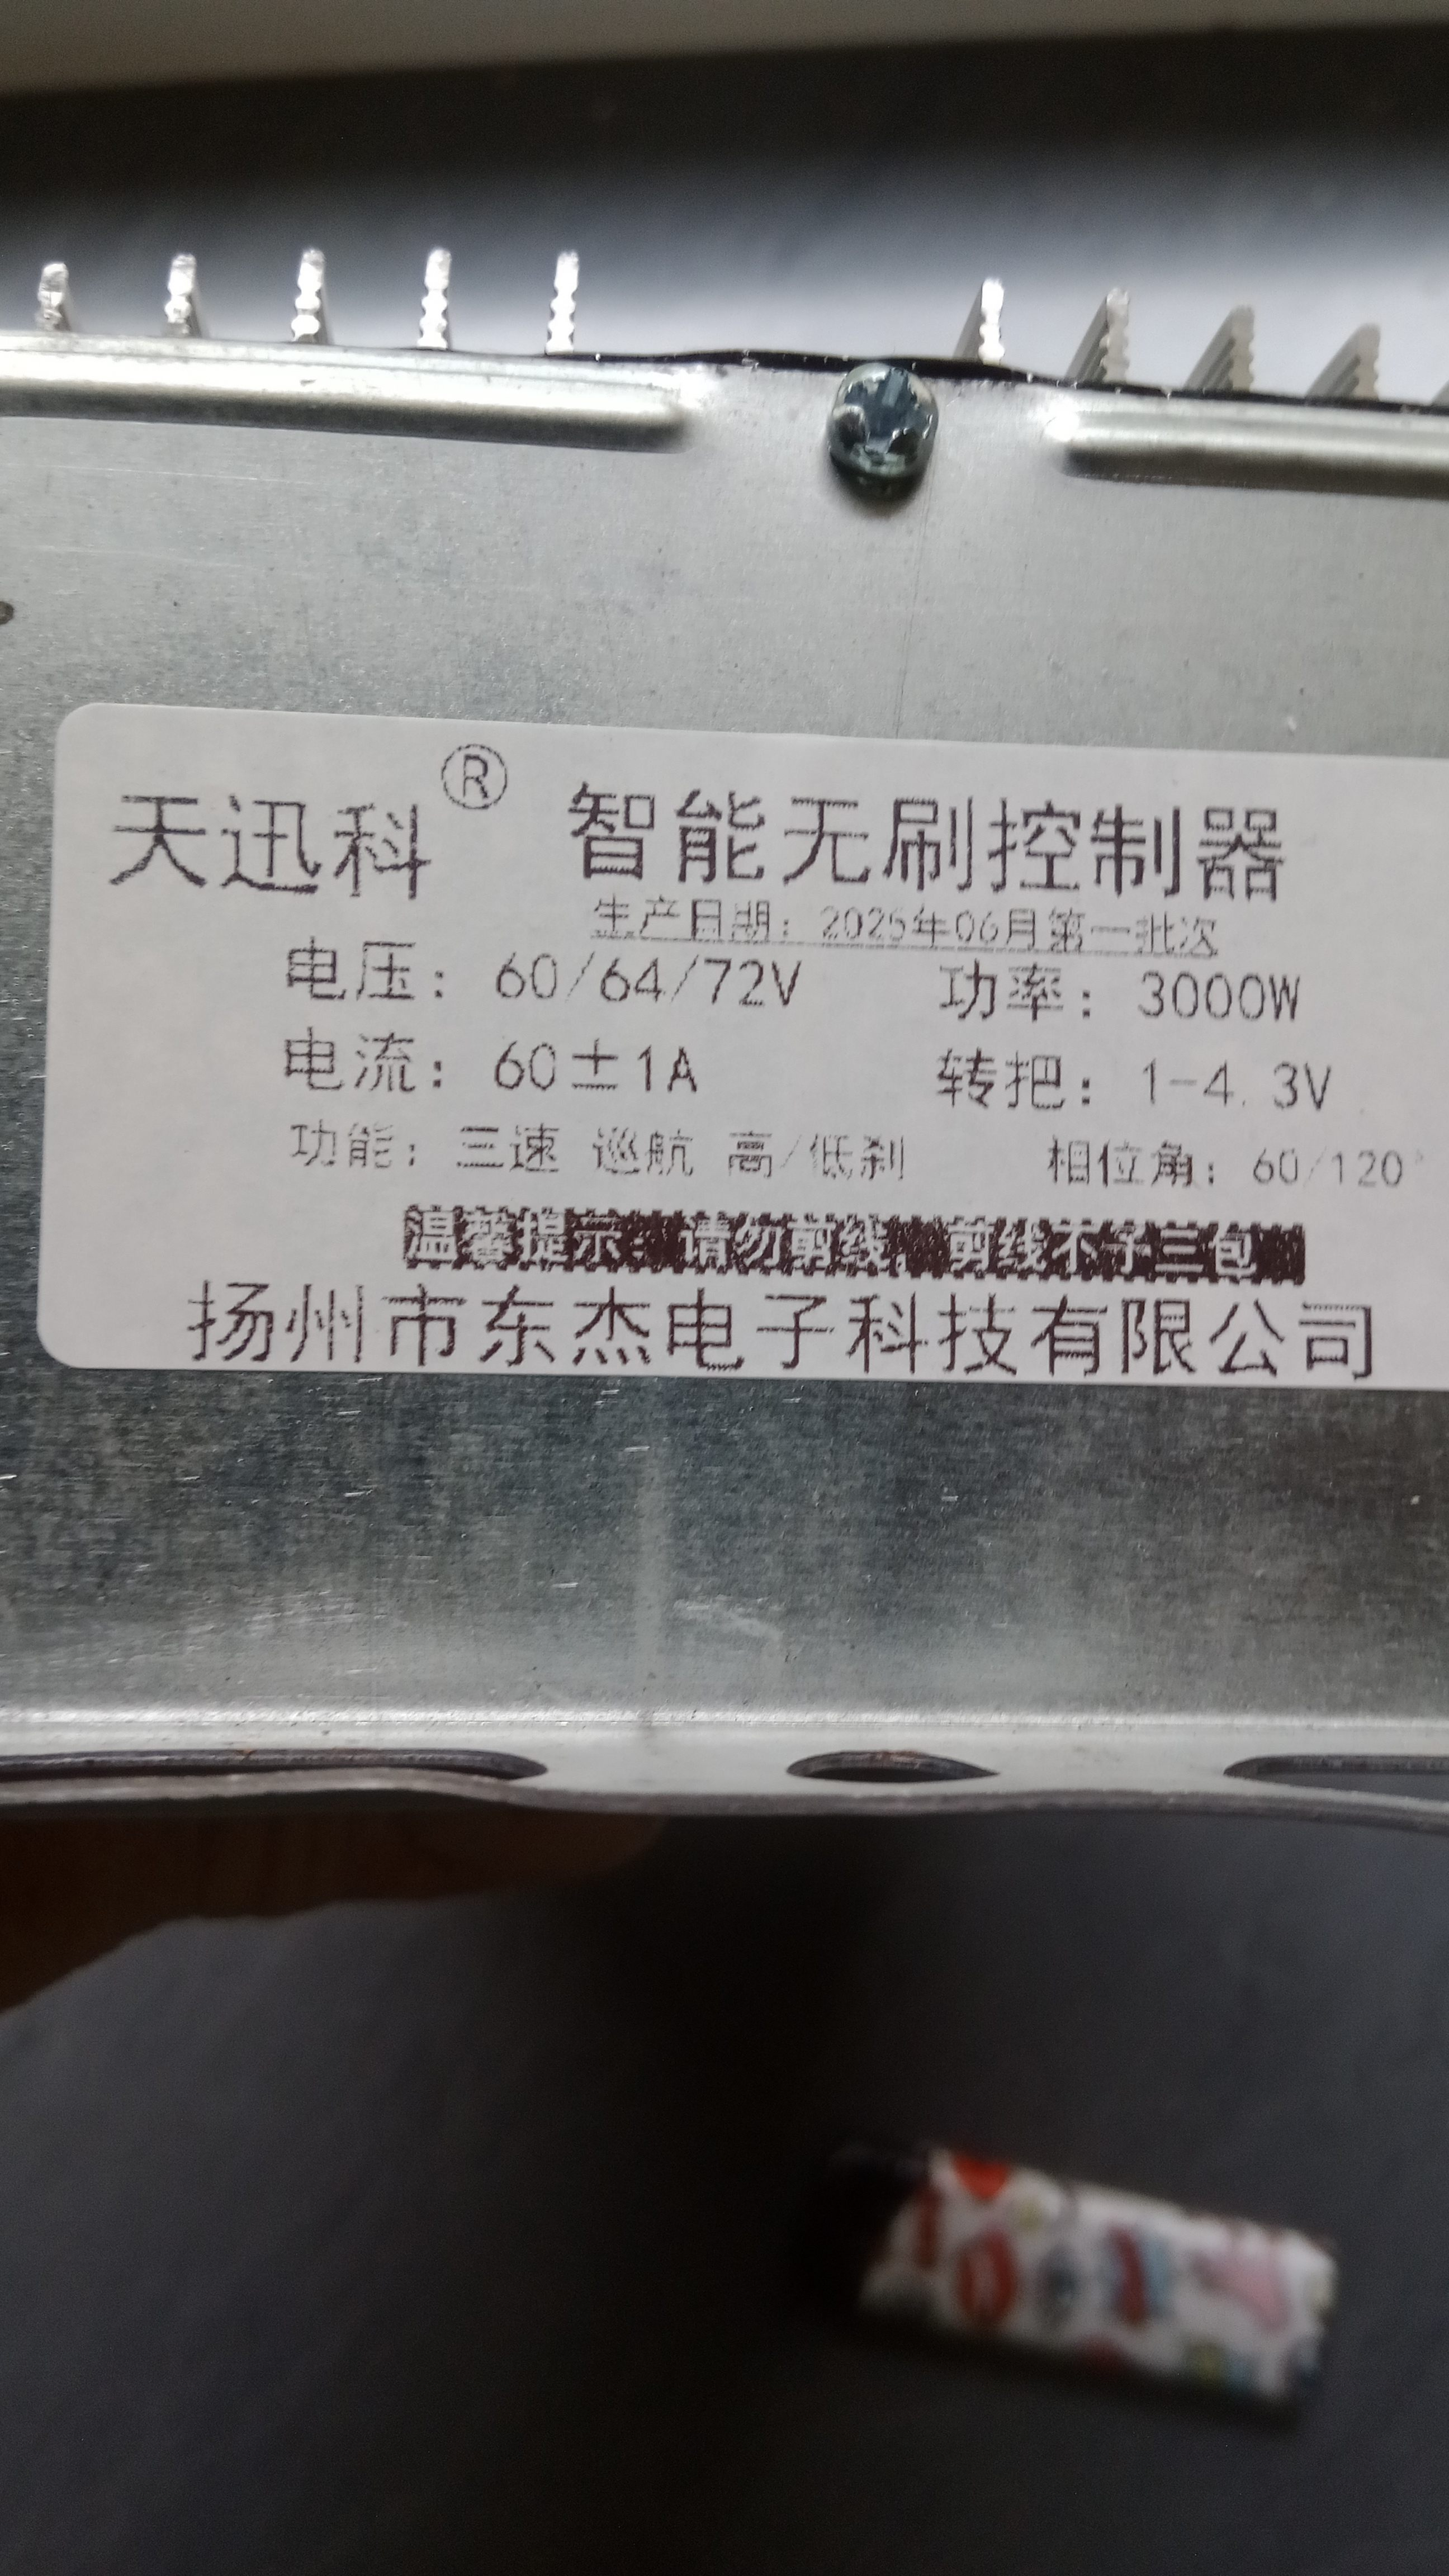 天迅科® 智能无刷控制器
生产日期：2025年06月第一批次
电压：60/64/72V 功率：3000W
电流：60±1A 转把：1-4.3V
功能：三速 巡航 高/低刹 相位角：60/120°
温馨提示：请勿剪线，剪线不予三包
扬州市东杰电子科技有限公司